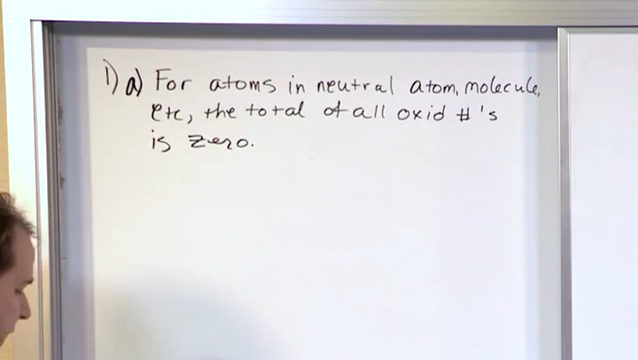 1) a) For atoms in neutral atom, molecule,
etc, the total of all oxid #'s
is zero.